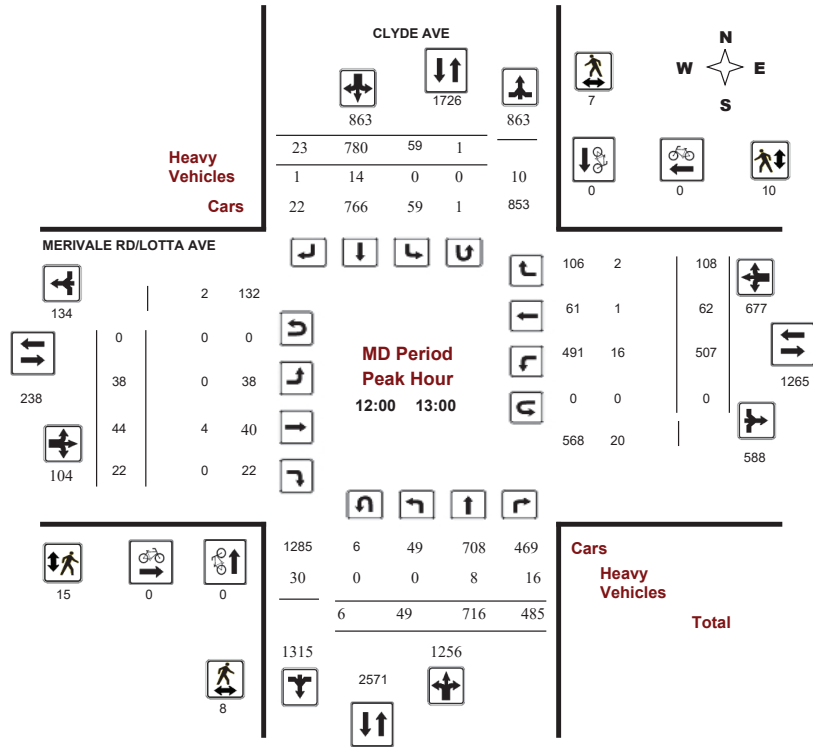 CLYDE AVE
N
W E
S
1726
7
863 863
23 780 59 1
Heavy
Vehicles
1 14 0 0 10
Cars
22 766 59 1 853
0 0 10
MERIVALE RD/LOTTA AVE
106 2 108
134
2 132
677
61 1 62
0 0 0
MD Period
Peak Hour
12:00 13:00
491 16 507
1265
238
38 0 38
0 0 0
44 4 40
568 20
588
104
22 0 22
1285 6 49 708 469
Cars
30 0 0 8 16
Heavy
Vehicles
15 0 0
6 49 716 485
Total
1315 1256
2571
8